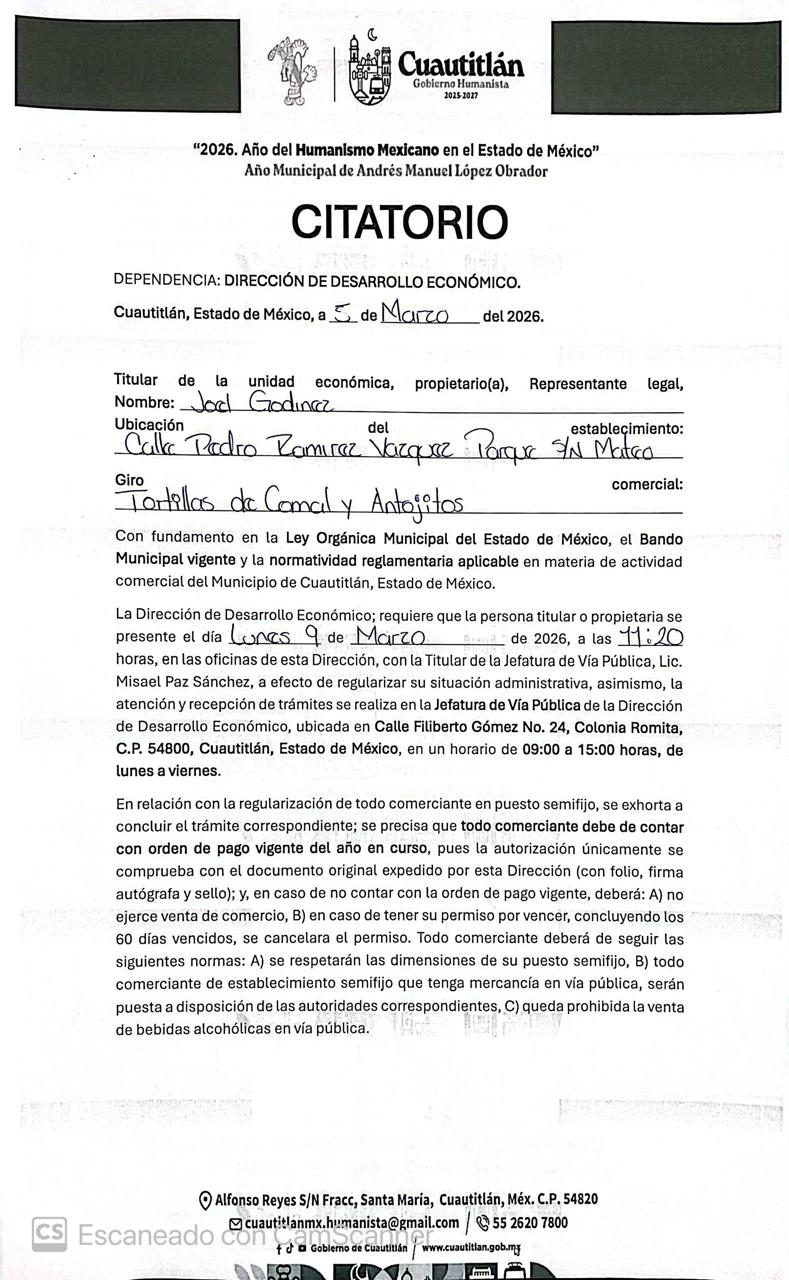 Cuautitlán
Gobierno Humanista
2025-2027
"2026. Año del Humanismo Mexicano en el Estado de México"
Año Municipal de Andrés Manuel López Obrador
CITATORIO
DEPENDENCIA: DIRECCIÓN DE DESARROLLO ECONÓMICO.
Cuautitlán, Estado de México, a 5 de Marzo del 2026.
Titular de la unidad económica, propietario(a), Representante legal,
Nombre: Joel Godinez
Ubicación del establecimiento:
Calle Pedro Ramirez Vazquez Parque S/N Mateo
Giro comercial:
Tortillas de Comal y Antojitos
Con fundamento en la Ley Orgánica Municipal del Estado de México, el Bando
Municipal vigente y la normatividad reglamentaria aplicable en materia de actividad
comercial del Municipio de Cuautitlán, Estado de México.
La Dirección de Desarrollo Económico; requiere que la persona titular o propietaria se
presente el día Lunes 9 de Marzo de 2026, a las 11:20
horas, en las oficinas de esta Dirección, con la Titular de la Jefatura de Vía Pública, Lic.
Misael Paz Sánchez, a efecto de regularizar su situación administrativa, asimismo, la
atención y recepción de trámites se realiza en la Jefatura de Vía Pública de la Dirección
de Desarrollo Económico, ubicada en Calle Filiberto Gómez No. 24, Colonia Romita,
C.P. 54800, Cuautitlán, Estado de México, en un horario de 09:00 a 15:00 horas, de
lunes a viernes.
En relación con la regularización de todo comerciante en puesto semifijo, se exhorta a
concluir el trámite correspondiente; se precisa que todo comerciante debe de contar
con orden de pago vigente del año en curso, pues la autorización únicamente se
comprueba con el documento original expedido por esta Dirección (con folio, firma
autógrafa y sello); y, en caso de no contar con la orden de pago vigente, deberá: A) no
ejerce venta de comercio, B) en caso de tener su permiso por vencer, concluyendo los
60 días vencidos, se cancelara el permiso. Todo comerciante deberá de seguir las
siguientes normas: A) se respetarán las dimensiones de su puesto semifijo, B) todo
comerciante de establecimiento semifijo que tenga mercancía en vía pública, serán
puesta a disposición de las autoridades correspondientes, C) queda prohibida la venta
de bebidas alcohólicas en vía pública.
Alfonso Reyes S/N Fracc, Santa María, Cuautitlán, Méx. C.P. 54820
cuautitlanmx.humanista@gmail.com / 55 2620 7800
Gobierno de Cuautitlán / www.cuautitlan.gob.mx
CS Escaneado con CamScanner